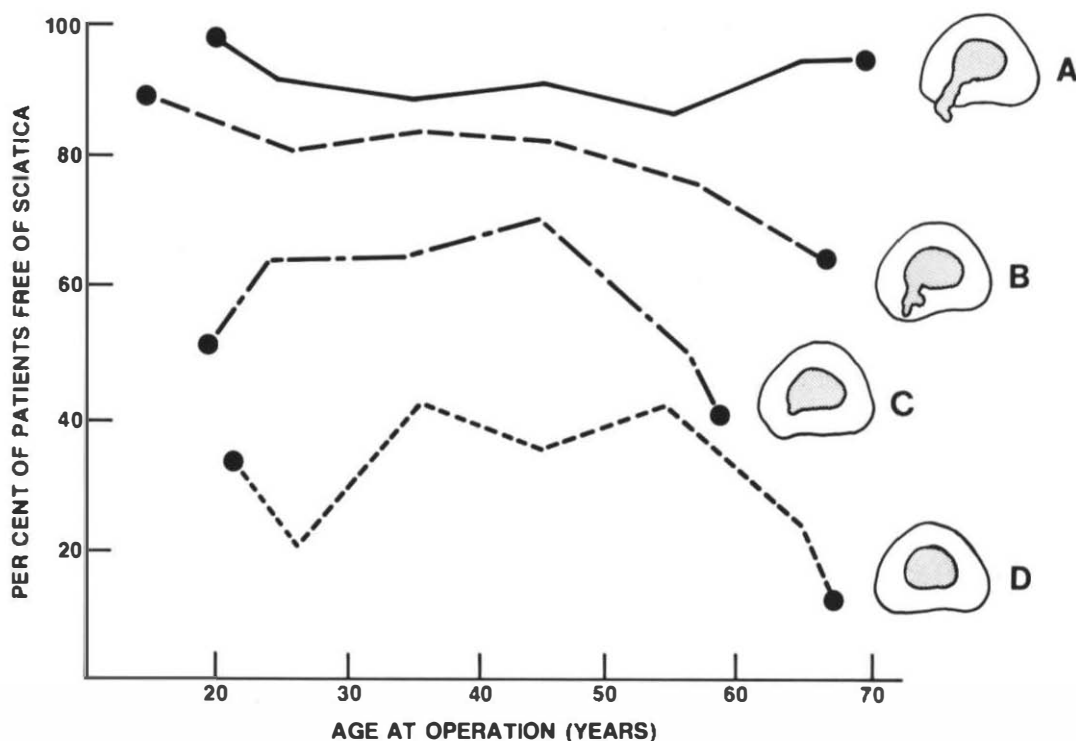 PER CENT OF PATIENTS FREE OF SCIATICA
100
80
60
40
20
A
B
C
D
20 30 40 50 60 70
AGE AT OPERATION (YEARS)